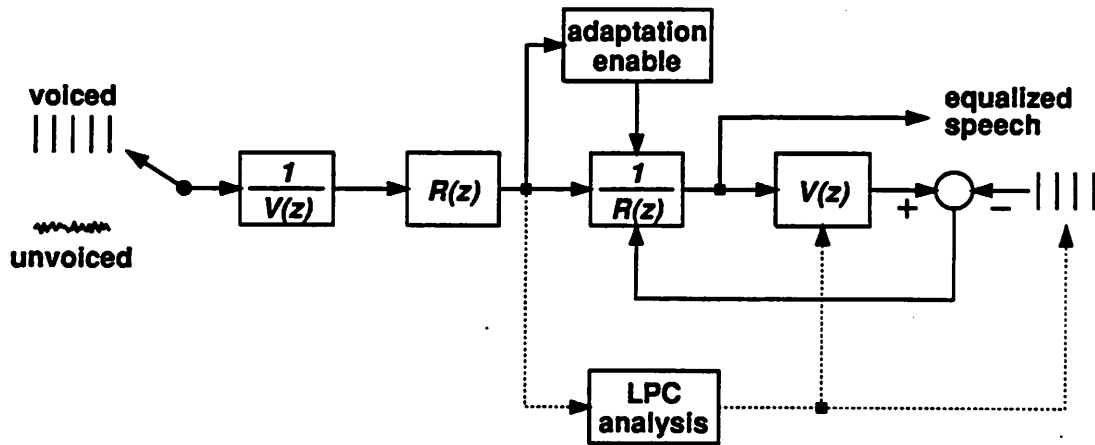 adaptation
enable
voiced
equalized
speech
1
V(z)
R(z)
1
R(z)
V(z)
+
−
unvoiced
LPC
analysis